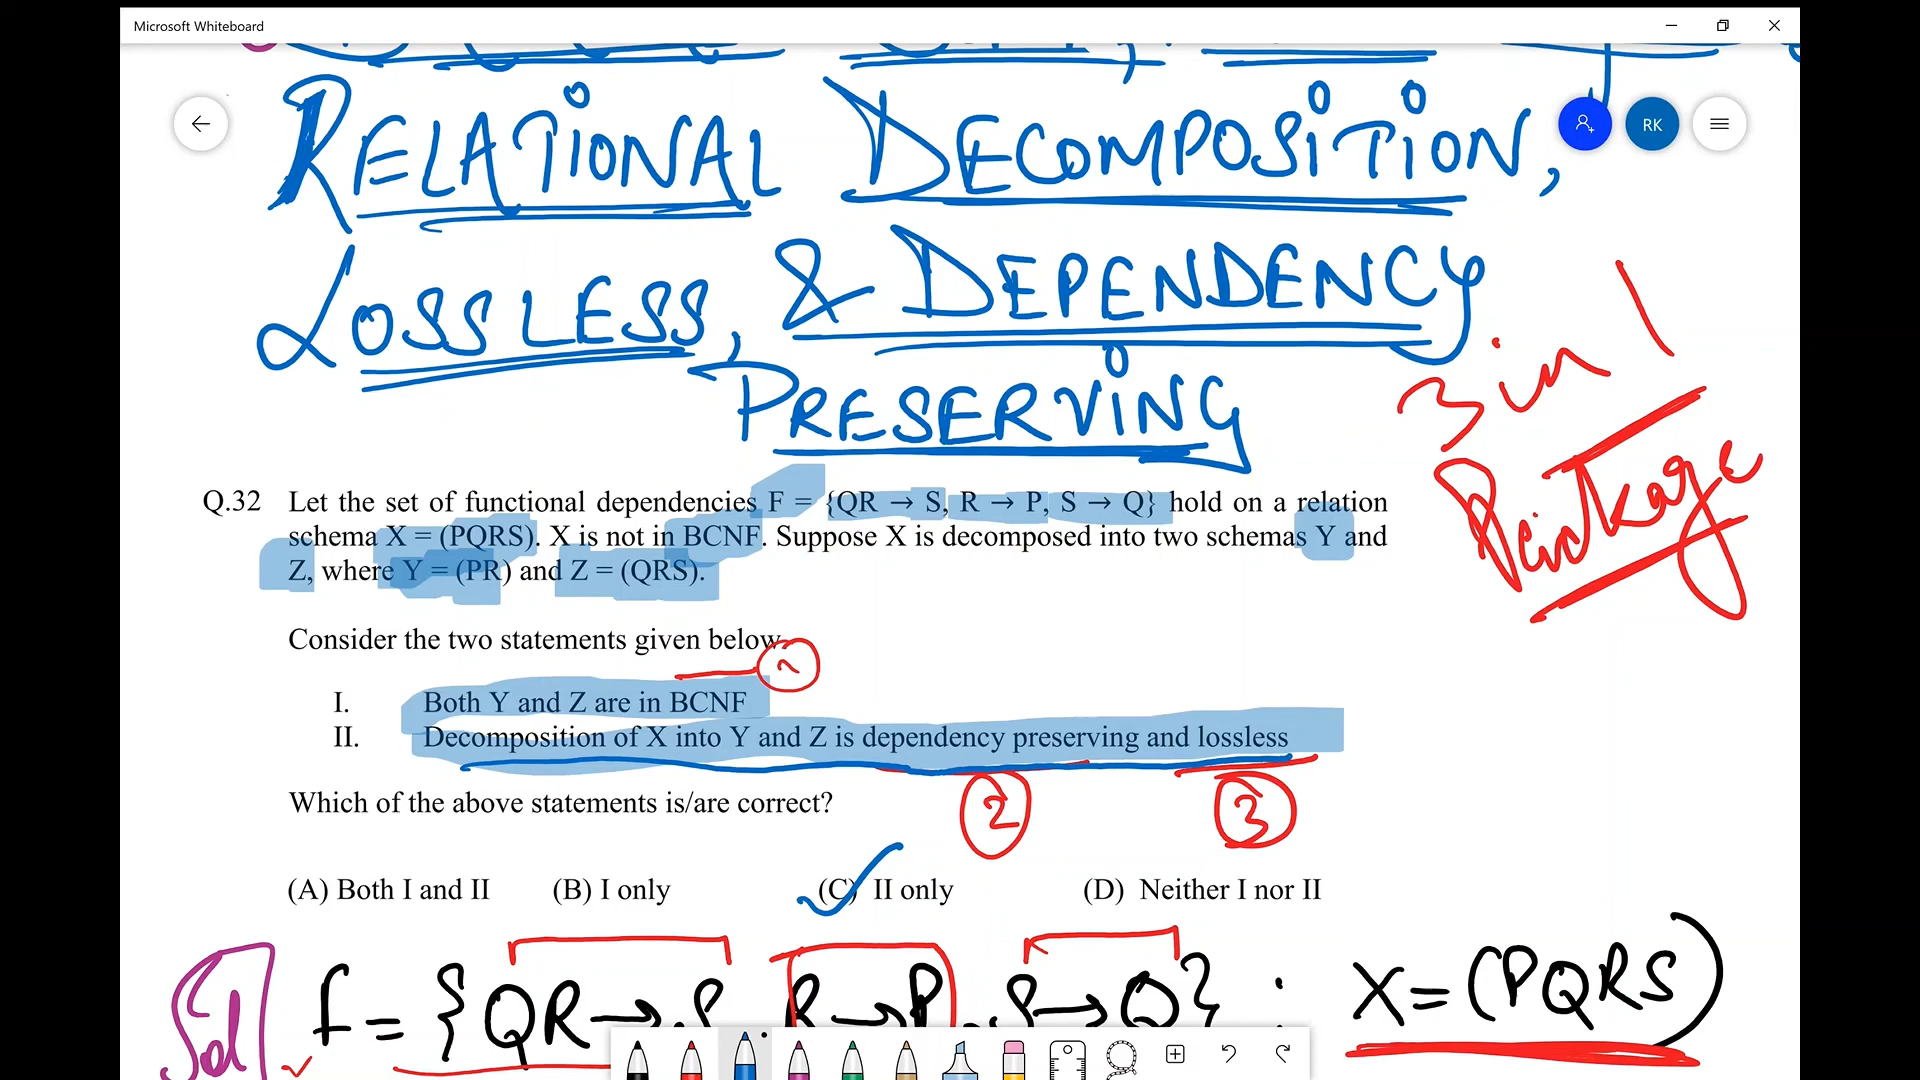 Microsoft Whiteboard
RELATIONAL DECOMPOSITION,
RK
LOSSLESS, & DEPENDENCY
PRESERVING
3 in 1
Package
Q.32 Let the set of functional dependencies F = {QR → S, R → P, S → Q} hold on a relation
schema X = (PQRS). X is not in BCNF. Suppose X is decomposed into two schemas Y and
Z, where Y = (PR) and Z = (QRS).
Consider the two statements given below.
I. Both Y and Z are in BCNF
II. Decomposition of X into Y and Z is dependency preserving and lossless
2 3
Which of the above statements is/are correct?
(A) Both I and II (B) I only (C) II only (D) Neither I nor II
Sol F = {QR → S, R → P, S → Q} ; X = (PQRS)